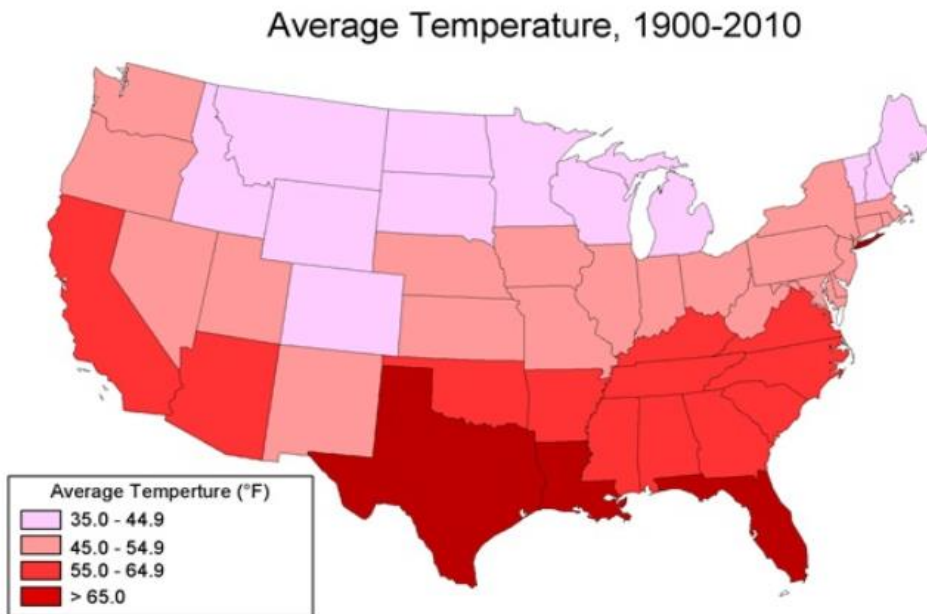 Average Temperature, 1900-2010
Average Temperture (°F)
35.0 - 44.9
45.0 - 54.9
55.0 - 64.9
> 65.0